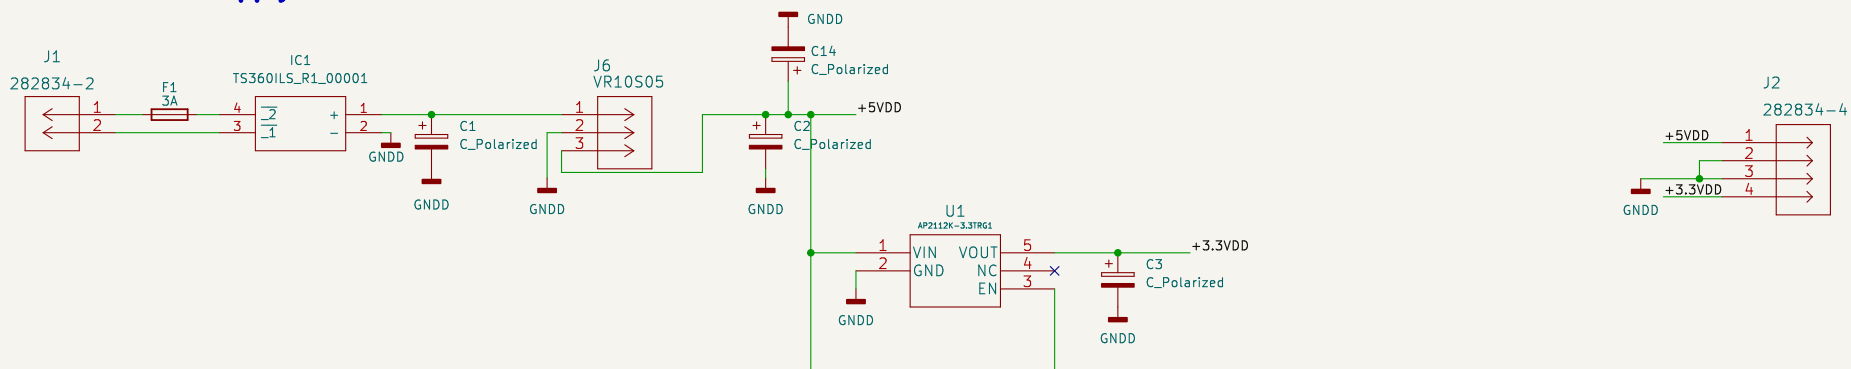 J1
282834-2
1
2
F1
3A
IC1
TS360ILS_R1_00001
4
3
_2
_1
+
-
1
2
GNDD
+
C1
C_Polarized
GNDD
J6
VR10S05
1
2
3
GNDD
GNDD
C14
+ C_Polarized
+5VDD
+
C2
C_Polarized
GNDD
U1
AP2112K-3.3TRG1
1
2
VIN
GND
VOUT
NC
EN
5
4
3
GNDD
+3.3VDD
+
C3
C_Polarized
GNDD
J2
282834-4
+5VDD
1
2
3
+3.3VDD
4
GNDD